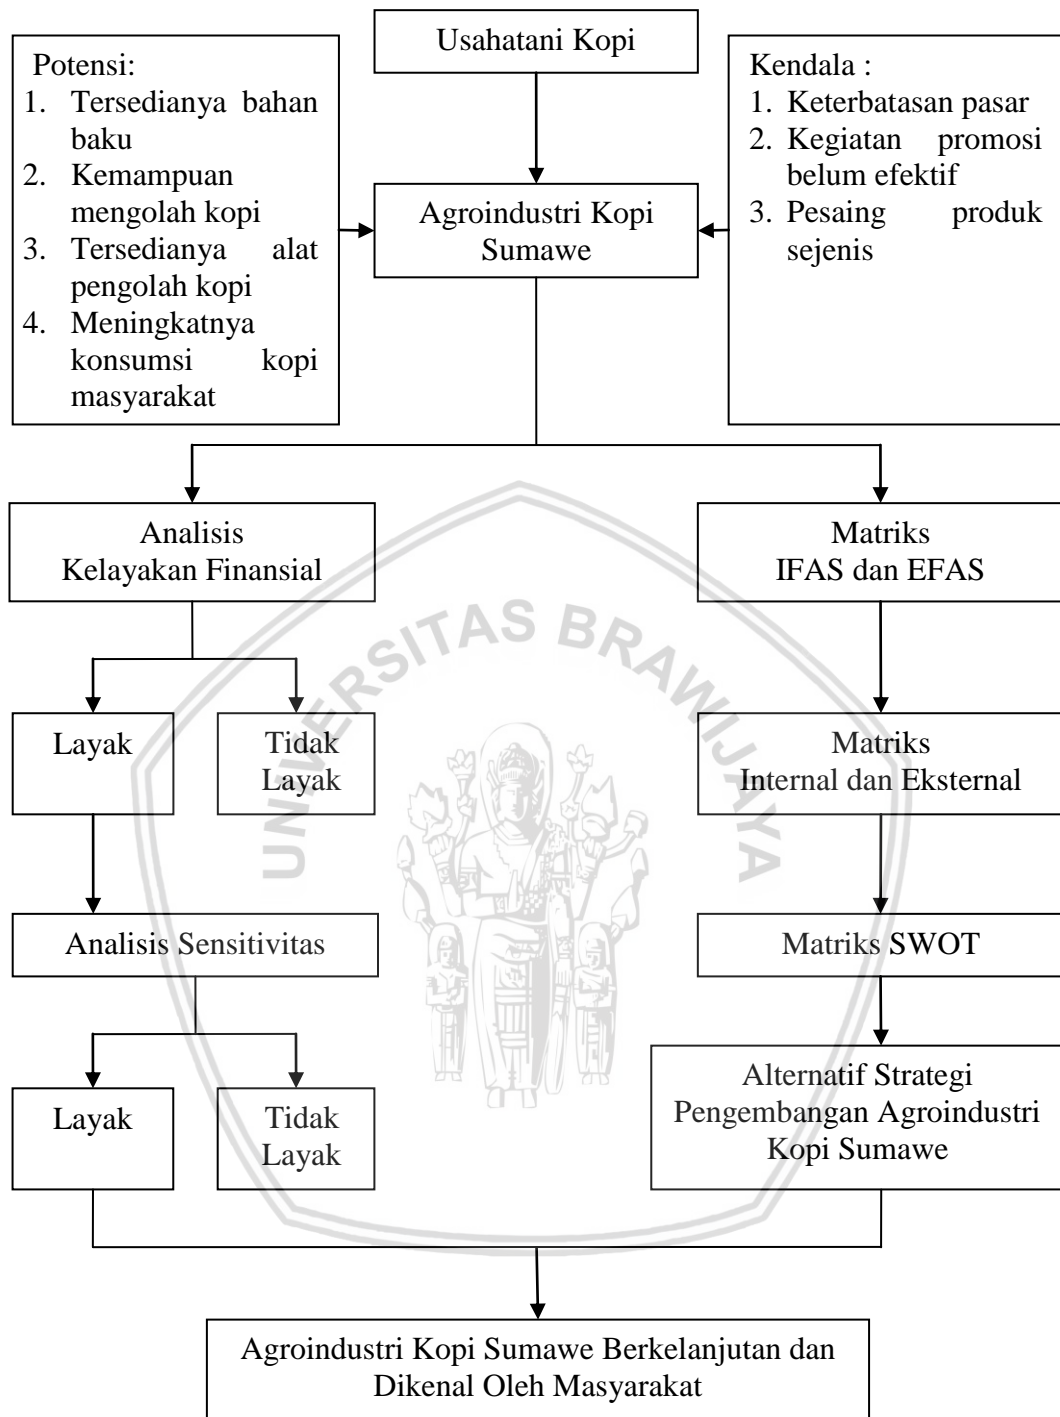 Usahatani Kopi
Potensi:
1. Tersedianya bahan
baku
2. Kemampuan
mengolah kopi
3. Tersedianya alat
pengolah kopi
4. Meningkatnya
konsumsi kopi
masyarakat
Kendala :
1. Keterbatasan pasar
2. Kegiatan promosi
belum efektif
3. Pesaing produk
sejenis
Agroindustri Kopi
Sumawe
Analisis
Kelayakan Finansial
Matriks
IFAS dan EFAS
UNIVERSITAS BRAWIJAYA
Layak
Tidak
Layak
Matriks
Internal dan Eksternal
Analisis Sensitivitas
Matriks SWOT
Layak
Tidak
Layak
Alternatif Strategi
Pengembangan Agroindustri
Kopi Sumawe
Agroindustri Kopi Sumawe Berkelanjutan dan
Dikenal Oleh Masyarakat